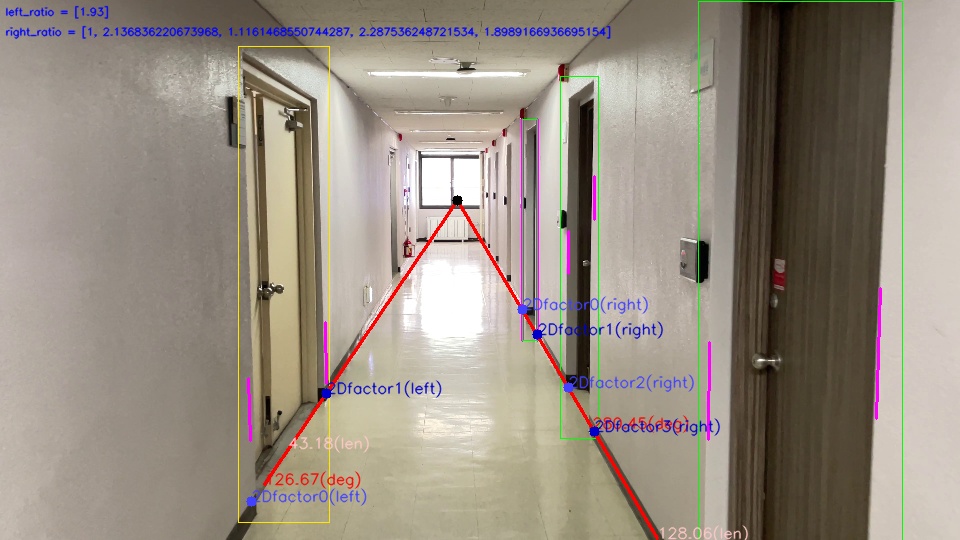 left_ratio = [1.93]
right_ratio = [1, 2.136836220673968, 1.1161468550744287, 2.287536248721534, 1.8989166936695154]
2Dfactor0(right)
2Dfactor1(right)
2Dfactor2(right)
2Dfactor1(left)
2Dfactor3(right)
43.18(len)
126.67(deg)
2Dfactor0(left)
128.06(len)